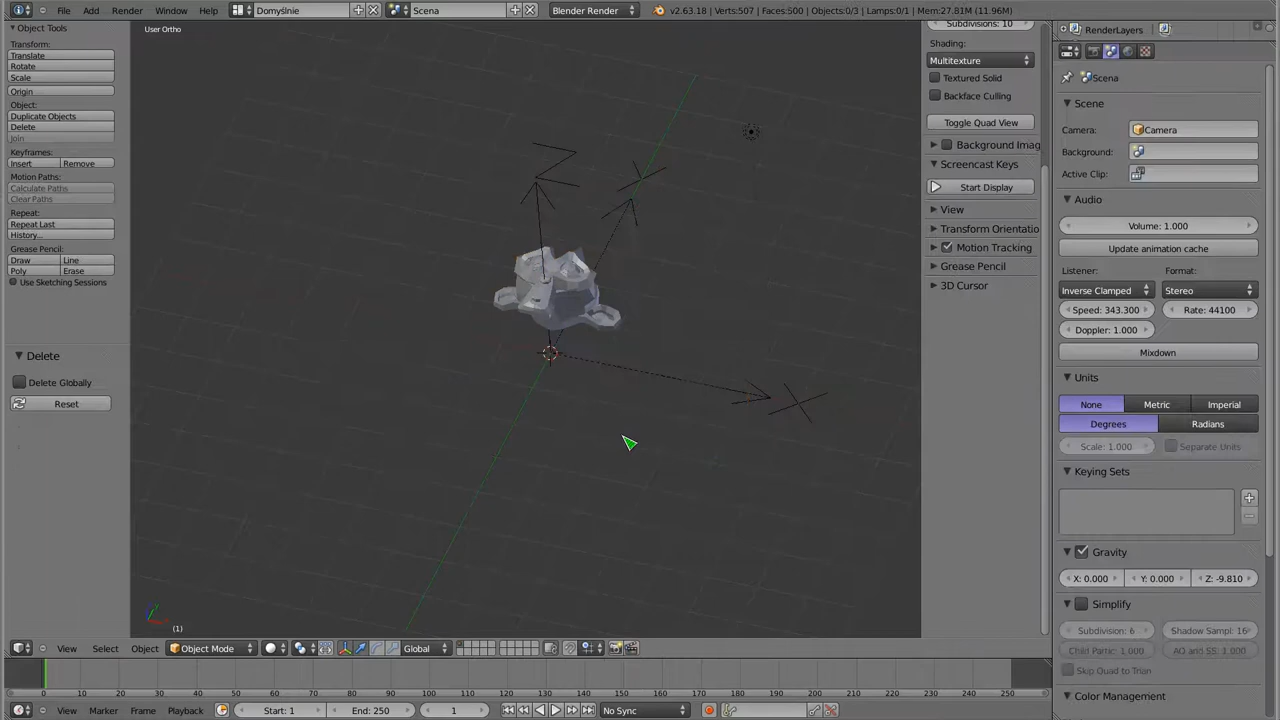 File Add Render Window Help Domyślnie Scena Blender Render v2.63.18 | Verts:507 | Faces:500 | Objects:0/3 | Lamps:0/1 | Mem:27.81M (11.96M)
Object Tools
Transform:
Translate
Rotate
Scale
Origin
Object:
Duplicate Objects
Delete
Join
Keyframes:
Insert Remove
Motion Paths:
Calculate Paths
Clear Paths
Repeat:
Repeat Last
History...
Grease Pencil:
Draw Line
Poly Erase
Use Sketching Sessions
Delete
Delete Globally
Reset
User Ortho
Z
X
(1)
Subdivisions: 10
Shading:
Multitexture
Textured Solid
Backface Culling
Toggle Quad View
Background Imag
Screencast Keys
Start Display
View
Transform Orientatio
Motion Tracking
Grease Pencil
3D Cursor
RenderLayers
Scena
Scene
Camera: Camera
Background:
Active Clip:
Audio
Volume: 1.000
Update animation cache
Listener: Format:
Inverse Clamped Stereo
Speed: 343.300 Rate: 44100
Doppler: 1.000
Mixdown
Units
None Metric Imperial
Degrees Radians
Scale: 1.000 Separate Units
Keying Sets
Gravity
X: 0.000 Y: 0.000 Z: -9.810
Simplify
Subdivision: 6 Shadow Sampl: 16
Child Partic: 1.000 AO and SS: 1.000
Skip Quad to Trian
Color Management
View Select Object Object Mode Global
0 10 20 30 40 50 60 70 80 90 100 110 120 130 140 150 160 170 180 190 200 210 220 230 240 250
View Marker Frame Playback Start: 1 End: 250 1 No Sync